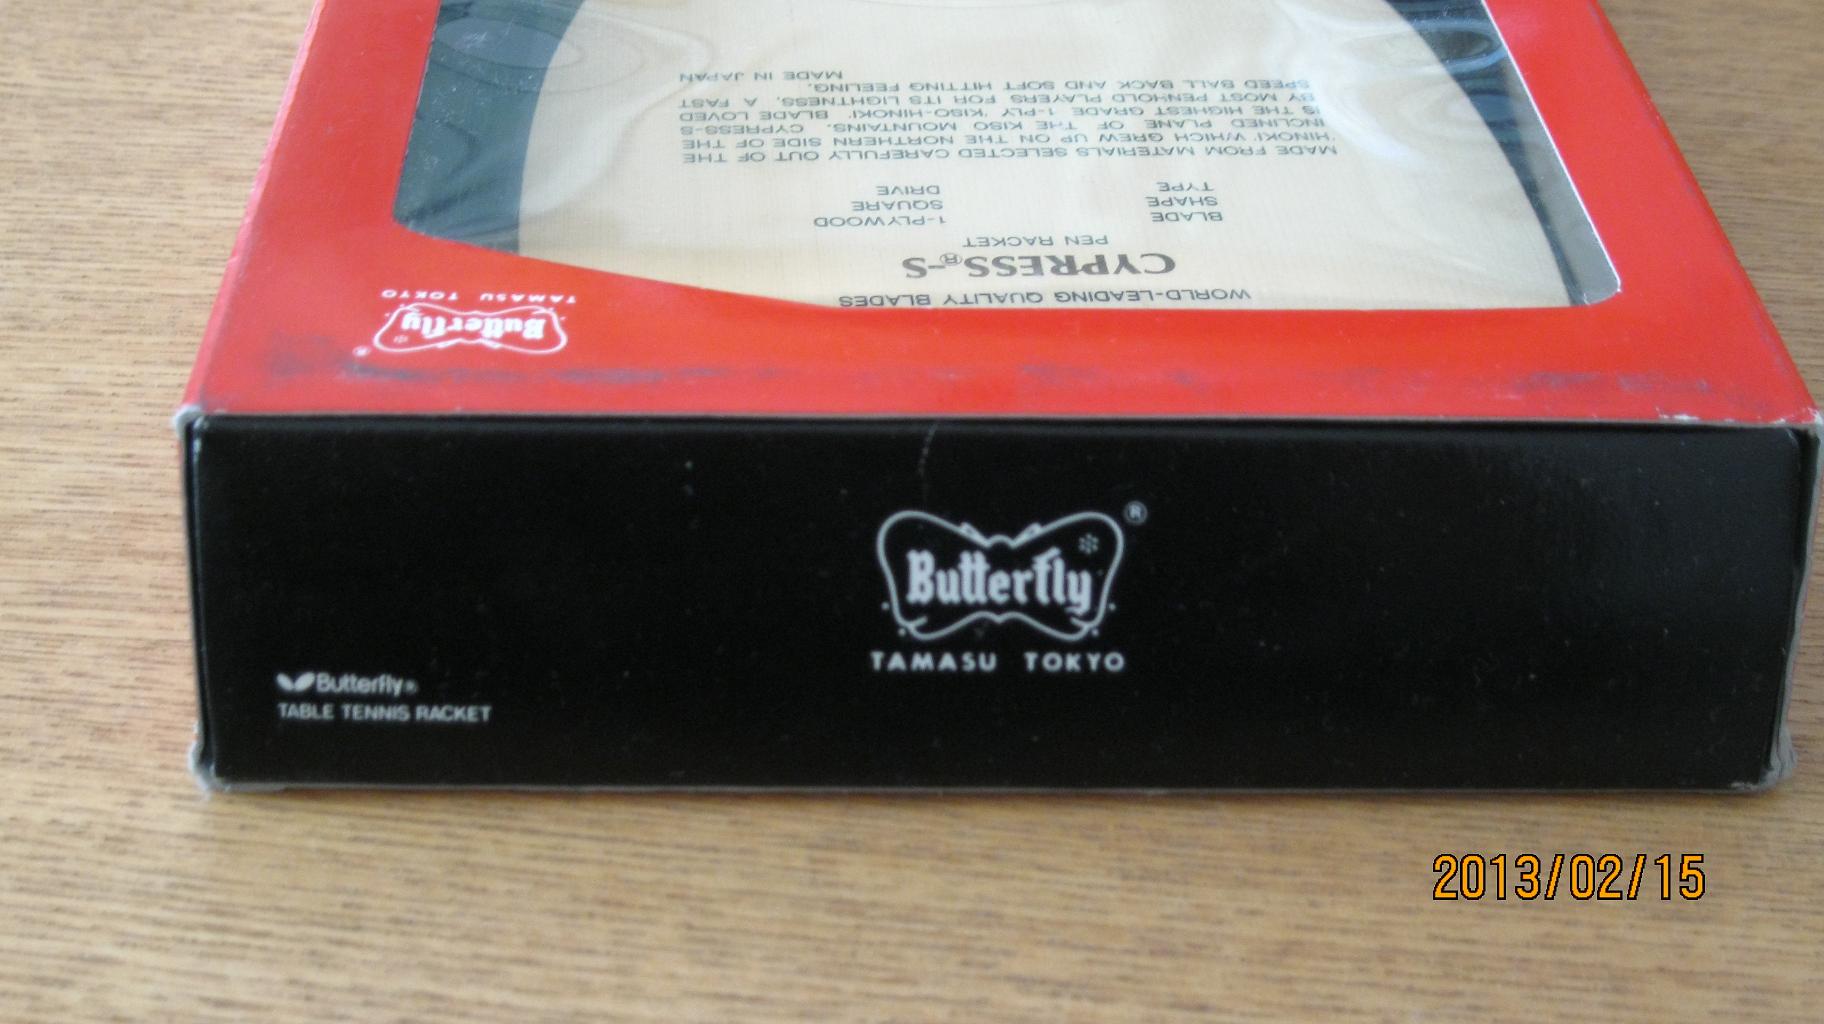 WORLD-LEADING QUALITY BLADES
CYPRESS®-S
PEN RACKET
BLADE 1-PLYWOOD
SHAPE SQUARE
TYPE DRIVE
MADE FROM MATERIALS SELECTED CAREFULLY OUT OF THE
'HINOKI' WHICH GREW UP ON THE NORTHERN SIDE OF THE
INCLINED PLANE OF THE KISO MOUNTAINS. CYPRESS-S
IS THE HIGHEST GRADE 1-PLY 'KISO-HINOKI' BLADE LOVED
BY MOST PENHOLD PLAYERS FOR ITS LIGHTNESS, A FAST
SPEED BALL BACK AND SOFT HITTING FEELING.
MADE IN JAPAN
Butterfly®
TAMASU TOKYO
Butterfly®
TAMASU TOKYO
Butterfly®
TABLE TENNIS RACKET
2013/02/15